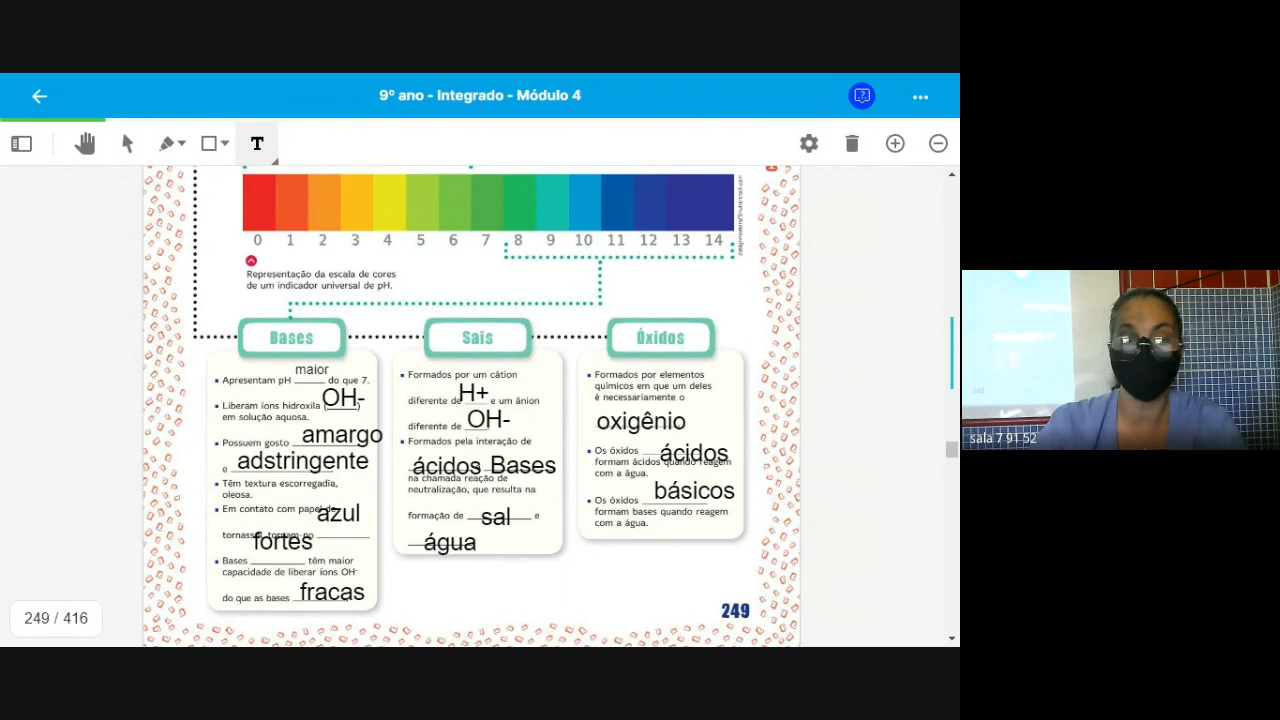 9º ano - Integrado - Módulo 4
T
0 1 2 3 4 5 6 7 8 9 10 11 12 13 14
Representação da escala de cores
de um indicador universal de pH.
Bases
maior
Apresentam pH ______ do que 7.
OH-
Liberam íons hidroxila (______)
em solução aquosa.
amargo
Possuem gosto
adstringente
e
Têm textura escorregadia,
oleosa.
Em contato com papel de
azul
tornassol, tornam-no
fortes
Bases __________ têm maior
capacidade de liberar íons OH-
do que as bases fracas
Sais
Formados por um cátion
H+
diferente de ____ e um ânion
OH-
diferente de
Formados pela interação de
ácidos Bases
na chamada reação de
neutralização, que resulta na
formação de sal e
água
Óxidos
Formados por elementos
químicos em que um deles
é necessariamente o
oxigênio
Os óxidos ácidos
formam ácidos quando reagem
com a água.
básicos
Os óxidos
formam bases quando reagem
com a água.
249
249 / 416
sala 7 91 52